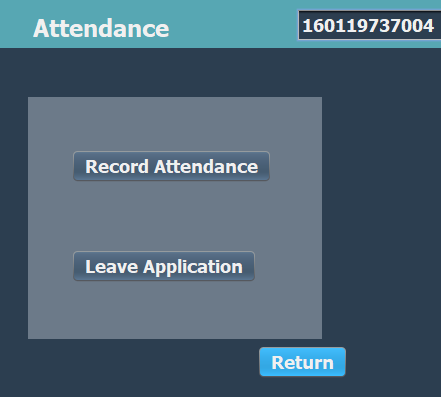 Attendance
160119737004
Record Attendance
Leave Application
Return